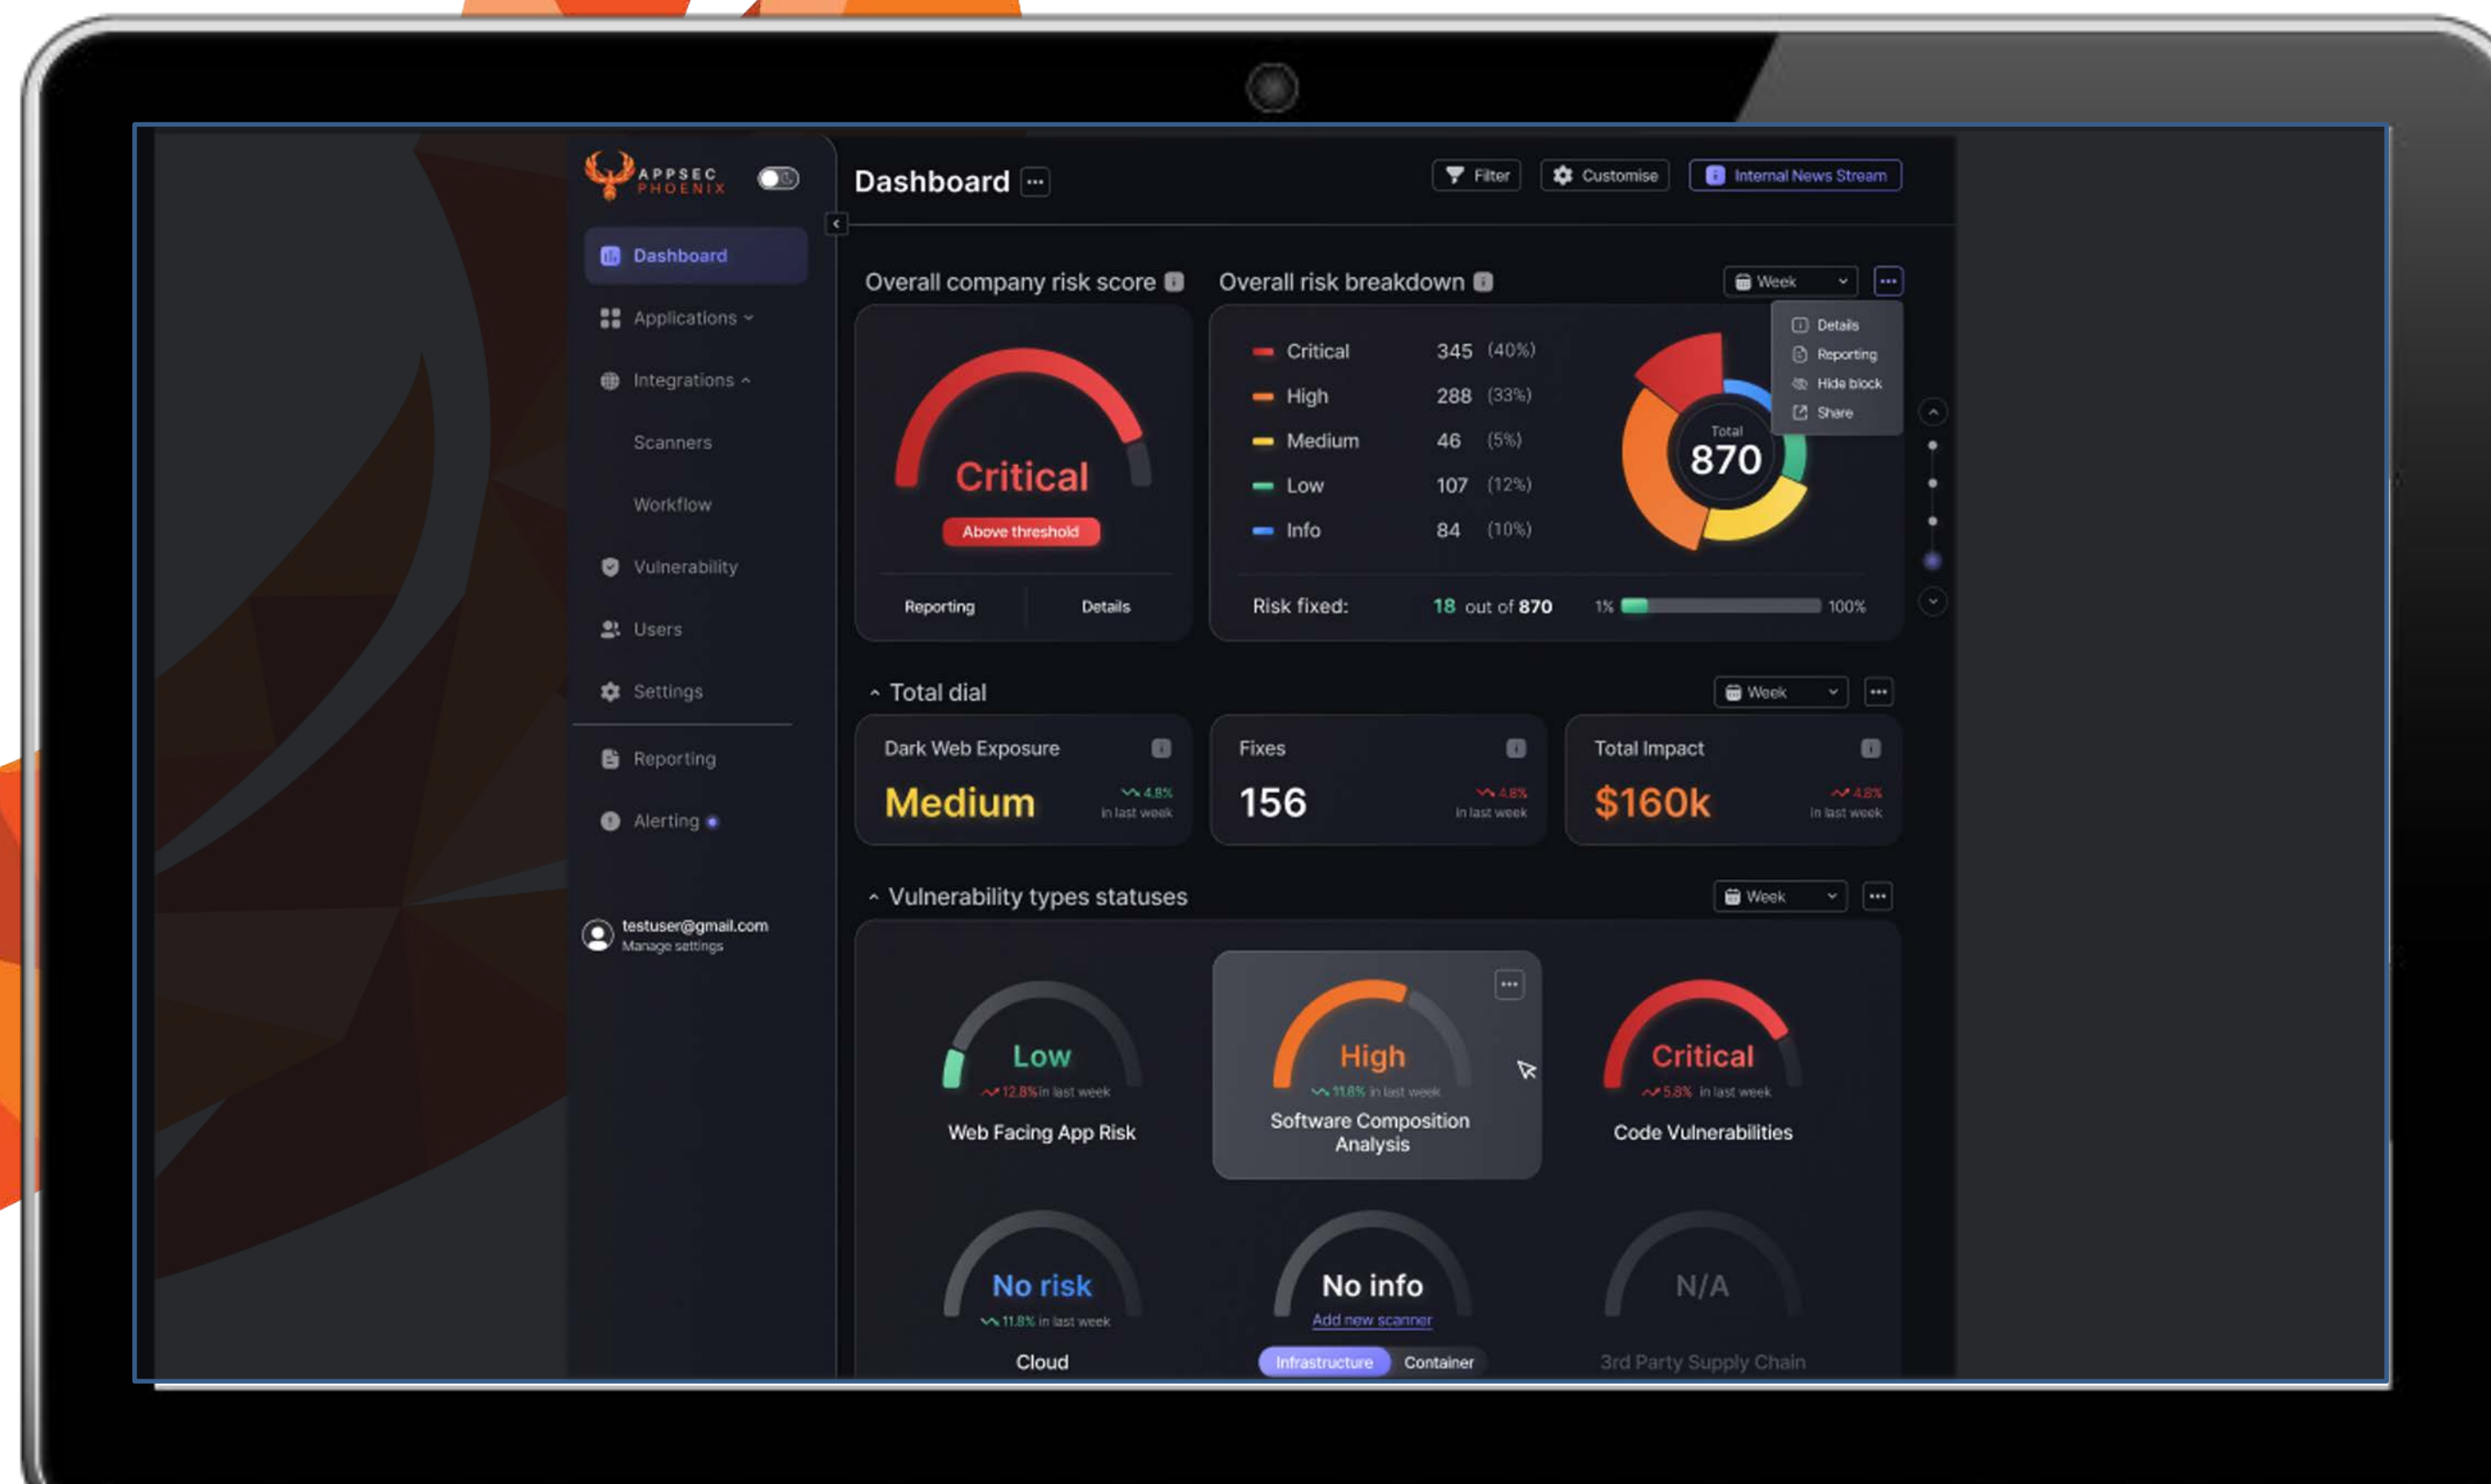 APPSEC
PHOENIX
Dashboard
Applications
Integrations
Scanners
Workflow
Vulnerability
Users
Settings
Reporting
Alerting
testuser@gmail.com
Manage settings
Dashboard
Filter
Customise
Internal News Stream
Overall company risk score
Critical
Above threshold
Reporting
Details
Overall risk breakdown
Week
Details
Reporting
Hide block
Share
Critical 345 (40%)
High 288 (33%)
Medium 46 (5%)
Low 107 (12%)
Info 84 (10%)
Total
870
Risk fixed: 18 out of 870 1% 100%
Total dial
Week
Dark Web Exposure
Medium
4.8%
in last week
Fixes
156
4.8%
in last week
Total Impact
$160k
4.8%
in last week
Vulnerability types statuses
Week
Low
12.8% in last week
Web Facing App Risk
High
11.8% in last week
Software Composition
Analysis
Critical
5.8% in last week
Code Vulnerabilities
No risk
11.8% in last week
Cloud
No info
Add new scanner
Infrastructure Container
N/A
3rd Party Supply Chain